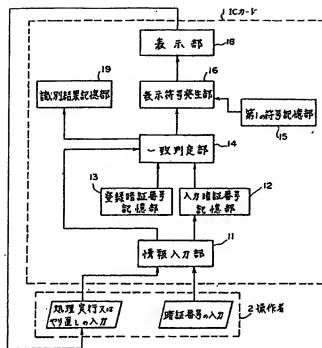 1 ICカード
表示部
18
19
識別結果記憶部
16
表示符号発生部
第1の符号記憶部
15
14
一致判定部
13
登録暗証番号
記憶部
12
入力暗証番号
記憶部
11
情報入力部
処理実行又は
やり直しの入力
暗証番号の入力
2 操作者